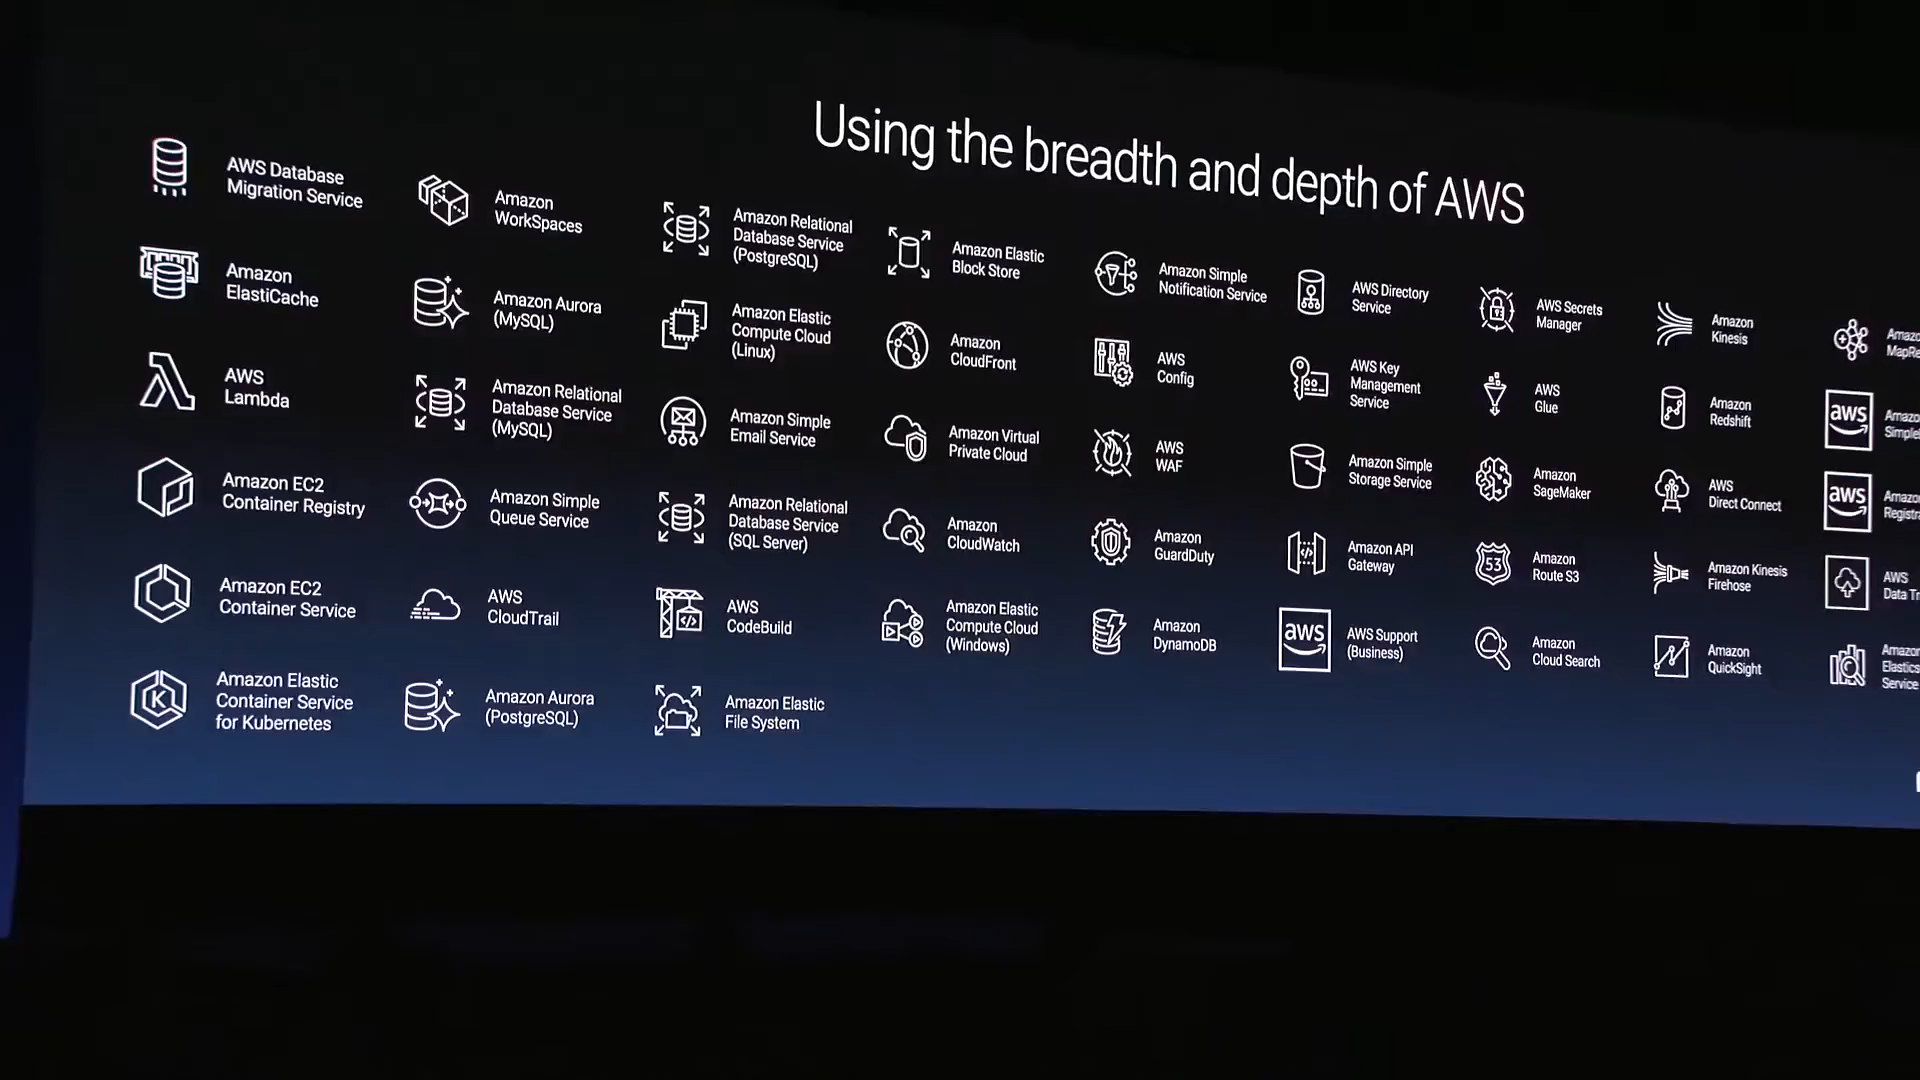 Using the breadth and depth of AWS
AWS Database
Migration Service
Amazon
ElastiCache
AWS
Lambda
Amazon EC2
Container Registry
Amazon EC2
Container Service
Amazon Elastic
Container Service
for Kubernetes
Amazon
WorkSpaces
Amazon Aurora
(MySQL)
Amazon Relational
Database Service
(MySQL)
Amazon Simple
Queue Service
AWS
CloudTrail
Amazon Aurora
(PostgreSQL)
Amazon Relational
Database Service
(PostgreSQL)
Amazon Elastic
Compute Cloud
(Linux)
Amazon Simple
Email Service
Amazon Relational
Database Service
(SQL Server)
AWS
CodeBuild
Amazon Elastic
File System
Amazon Elastic
Block Store
Amazon
CloudFront
Amazon Virtual
Private Cloud
Amazon
CloudWatch
Amazon Elastic
Compute Cloud
(Windows)
Amazon Simple
Notification Service
AWS
Config
AWS
WAF
Amazon
GuardDuty
Amazon
DynamoDB
AWS Directory
Service
AWS Key
Management
Service
Amazon Simple
Storage Service
Amazon API
Gateway
aws
AWS Support
(Business)
AWS Secrets
Manager
AWS
Glue
Amazon
SageMaker
53
Amazon
Route 53
Amazon
Cloud Search
Amazon
Kinesis
Amazon
Redshift
AWS
Direct Connect
Amazon Kinesis
Firehose
Amazon
QuickSight
aws
aws
AWS
Data
Service